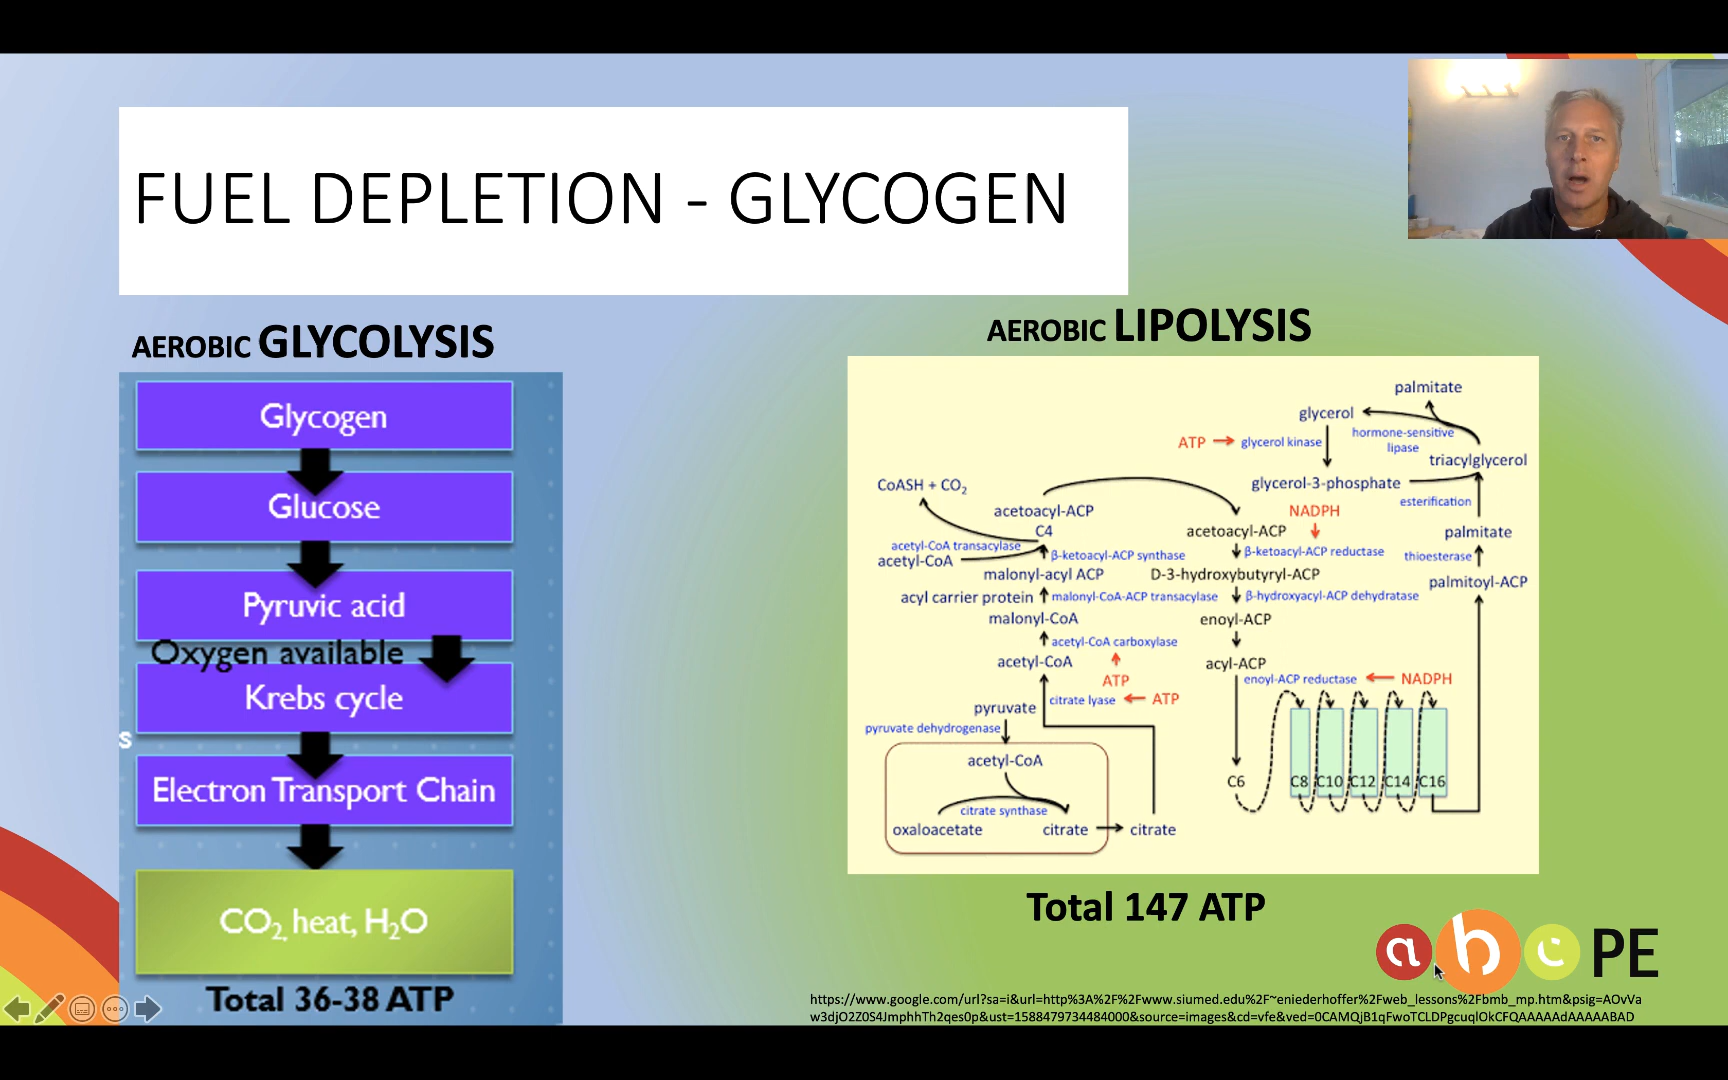 FUEL DEPLETION - GLYCOGEN
AEROBIC GLYCOLYSIS
Glycogen
Glucose
Pyruvic acid
Oxygen available
Krebs cycle
s
Electron Transport Chain
CO2, heat, H2O
Total 36-38 ATP
AEROBIC LIPOLYSIS
palmitate
glycerol
hormone-sensitive
lipase
ATP
glycerol kinase
triacylglycerol
glycerol-3-phosphate
esterification
CoASH + CO2
acetoacyl-ACP
C4
acetyl-CoA transacylase
acetyl-CoA
β-ketoacyl-ACP synthase
malonyl-acyl ACP
acyl carrier protein
malonyl-CoA-ACP transacylase
malonyl-CoA
acetyl-CoA carboxylase
acetyl-CoA
ATP
citrate lyase
ATP
pyruvate
pyruvate dehydrogenase
acetyl-CoA
citrate synthase
oxaloacetate
citrate
citrate
acetoacyl-ACP
NADPH
β-ketoacyl-ACP reductase
D-3-hydroxybutyryl-ACP
β-hydroxyacyl-ACP dehydratase
enoyl-ACP
acyl-ACP
enoyl-ACP reductase
NADPH
C6
C8
C10
C12
C14
C16
palmitate
thioesterase
palmitoyl-ACP
Total 147 ATP
a b c PE
https://www.google.com/url?sa=i&url=http%3A%2F%2Fwww.siumed.edu%2F~eniederhoffer%2Fweb_lessons%2Fbmb_mp.htm&psig=AOvVa
w3djO2Z0S4JmphhTh2qes0p&ust=1588479734484000&source=images&cd=vfe&ved=0CAMQjB1qFwoTCLDPgcuqlOkCFQAAAAAdAAAAABAD